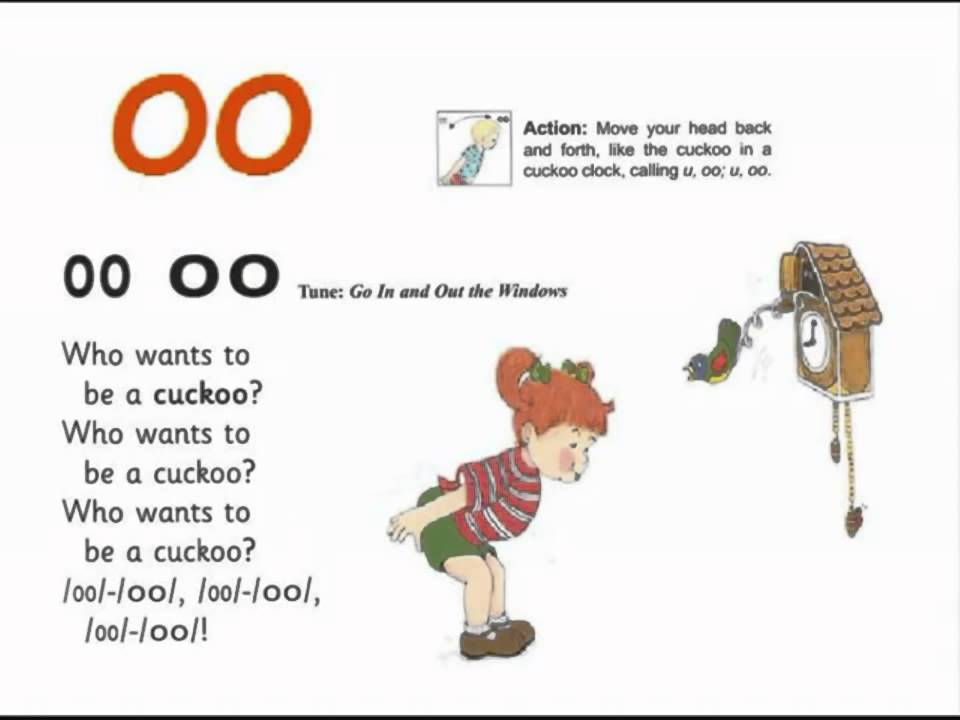 oo
Action: Move your head back
and forth, like the cuckoo in a
cuckoo clock, calling u, oo; u, oo.
oo oo Tune: Go In and Out the Windows
Who wants to
be a cuckoo?
Who wants to
be a cuckoo?
Who wants to
be a cuckoo?
/oo/-/oo/, /oo/-/oo/,
/oo/-/oo/!